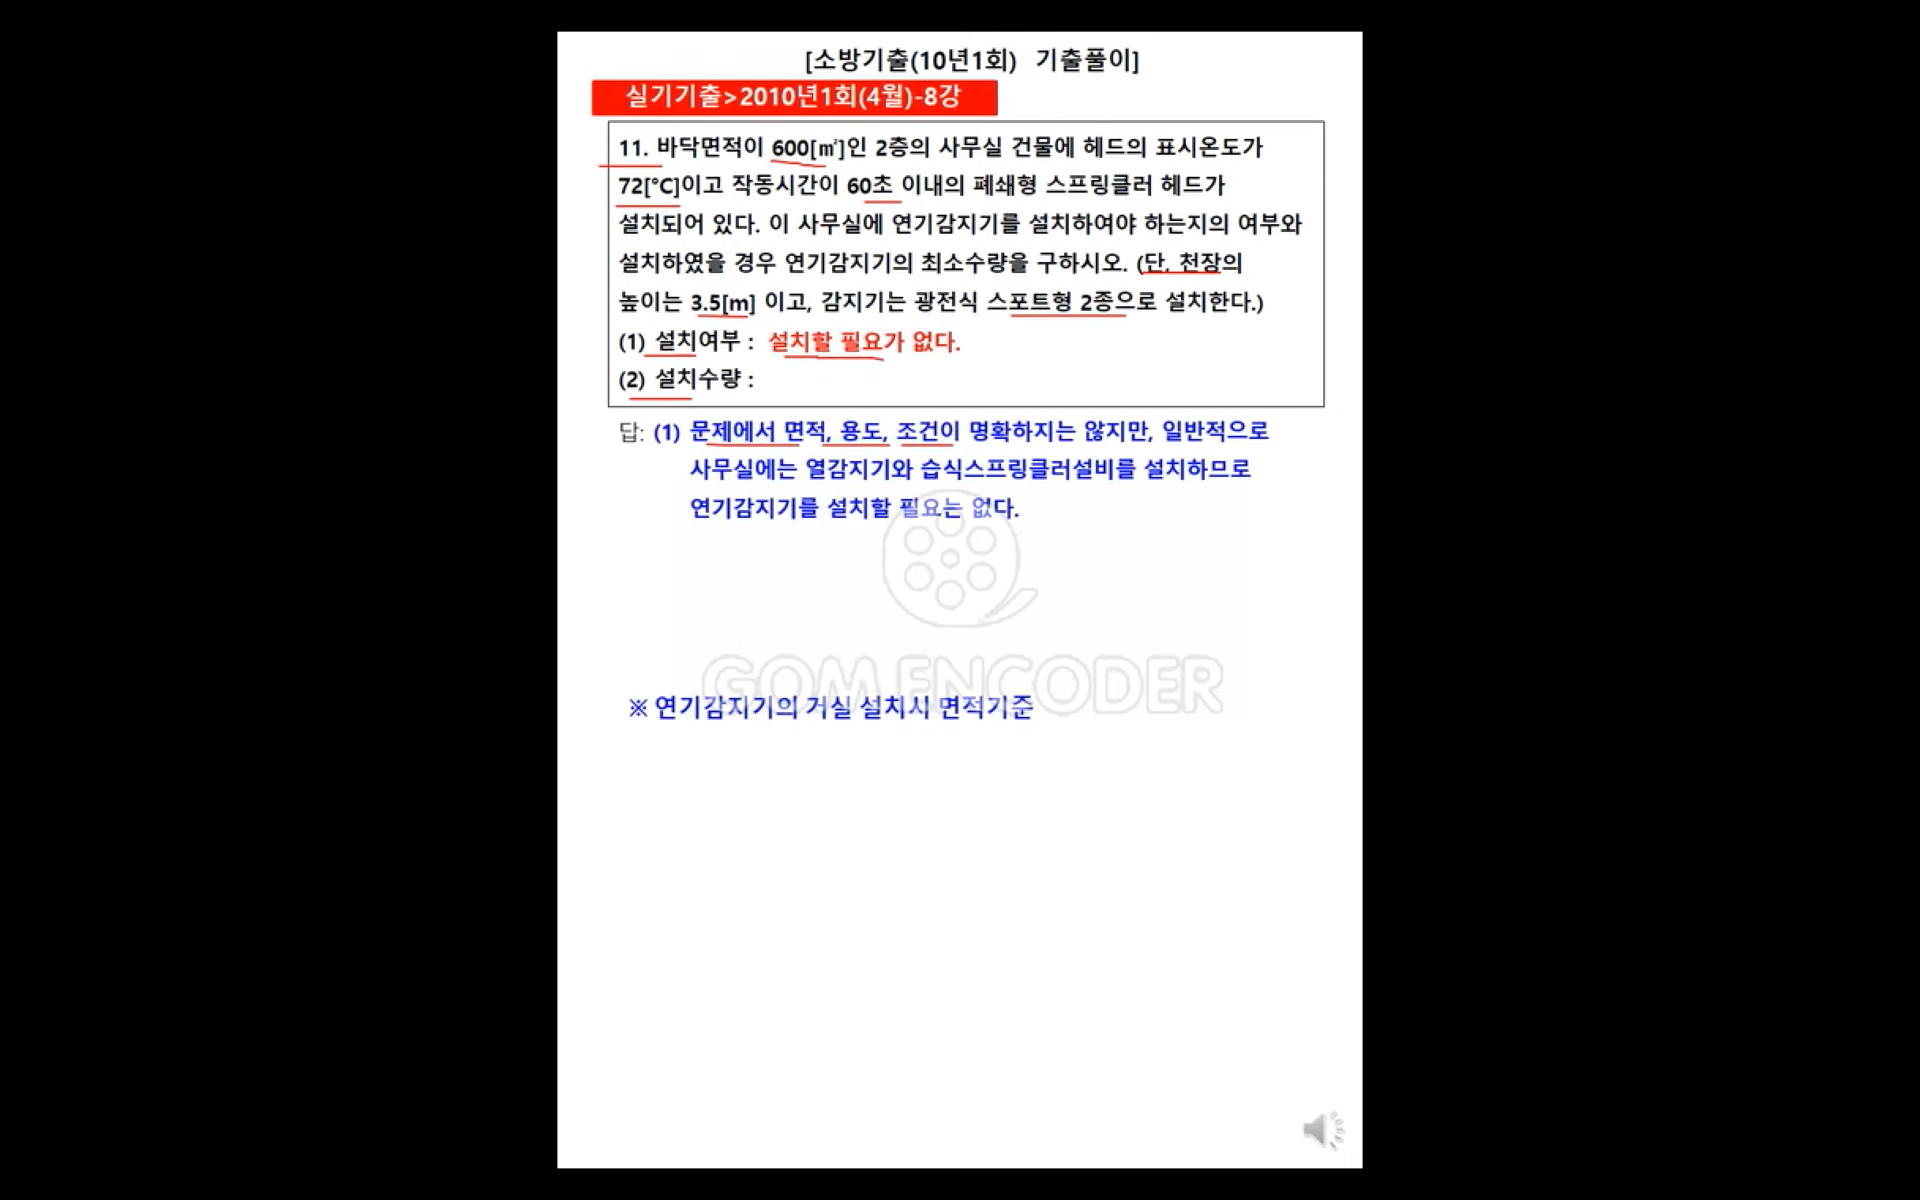 [소방기출(10년1회) 기출풀이]
실기기출>2010년1회(4월)-8강
11. 바닥면적이 600[㎡]인 2층의 사무실 건물에 헤드의 표시온도가
72[℃]이고 작동시간이 60초 이내의 폐쇄형 스프링클러 헤드가
설치되어 있다. 이 사무실에 연기감지기를 설치하여야 하는지의 여부와
설치하였을 경우 연기감지기의 최소수량을 구하시오. (단, 천장의
높이는 3.5[m] 이고, 감지기는 광전식 스포트형 2종으로 설치한다.)
(1) 설치여부 : 설치할 필요가 없다.
(2) 설치수량 :
답: (1) 문제에서 면적, 용도, 조건이 명확하지는 않지만, 일반적으로
사무실에는 열감지기와 습식스프링클러설비를 설치하므로
연기감지기를 설치할 필요는 없다.
GOM ENCODER
※ 연기감지기의 거실 설치시 면적기준